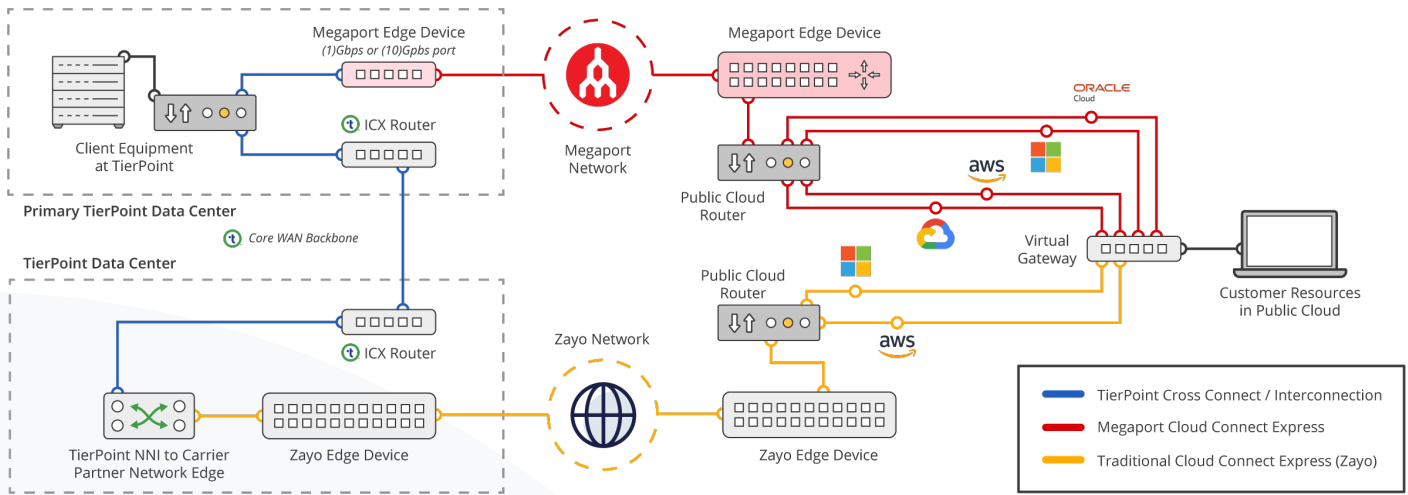 Megaport Edge Device
(1)Gbps or (10)Gpbs port
ICX Router
Client Equipment
at TierPoint
Primary TierPoint Data Center
Core WAN Backbone
TierPoint Data Center
ICX Router
TierPoint NNI to Carrier
Partner Network Edge
Zayo Edge Device
Megaport
Network
Zayo Network
Megaport Edge Device
Public Cloud
Router
ORACLE
Cloud
aws
Virtual
Gateway
Customer Resources
in Public Cloud
Public Cloud
Router
aws
Zayo Edge Device
TierPoint Cross Connect / Interconnection
Megaport Cloud Connect Express
Traditional Cloud Connect Express (Zayo)